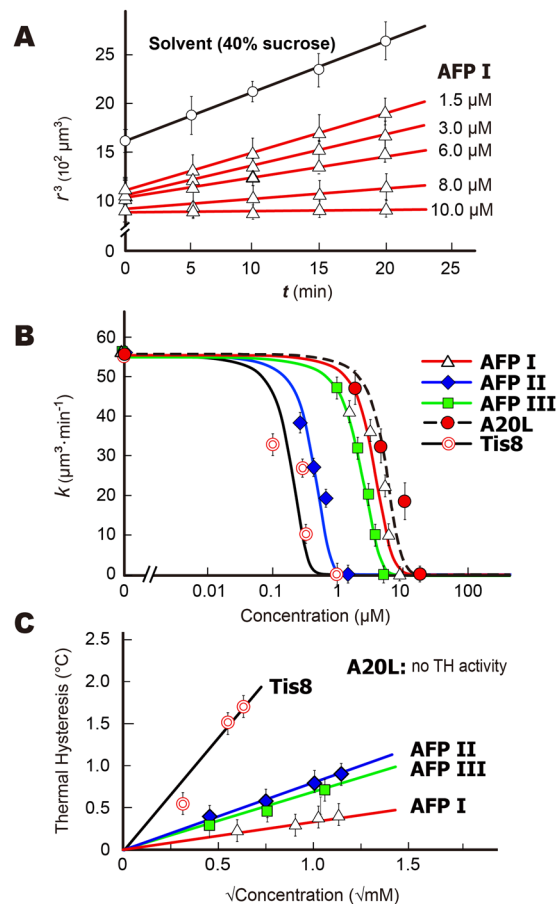 A
Solvent (40% sucrose)
AFP I
1.5 μM
3.0 μM
6.0 μM
8.0 μM
10.0 μM
r³ (10² μm³)
25
20
15
10
0
0
5
10
15
20
25
t (min)
B
AFP I
AFP II
AFP III
A20L
Tis8
k (μm³·min⁻¹)
60
50
40
30
20
10
0
0
0.01
0.1
1
10
100
Concentration (μM)
C
A20L: no TH activity
Tis8
AFP II
AFP III
AFP I
Thermal Hysteresis (°C)
2.5
2.0
1.5
1.0
0.5
0
0
0.5
1.0
1.5
√Concentration (√mM)